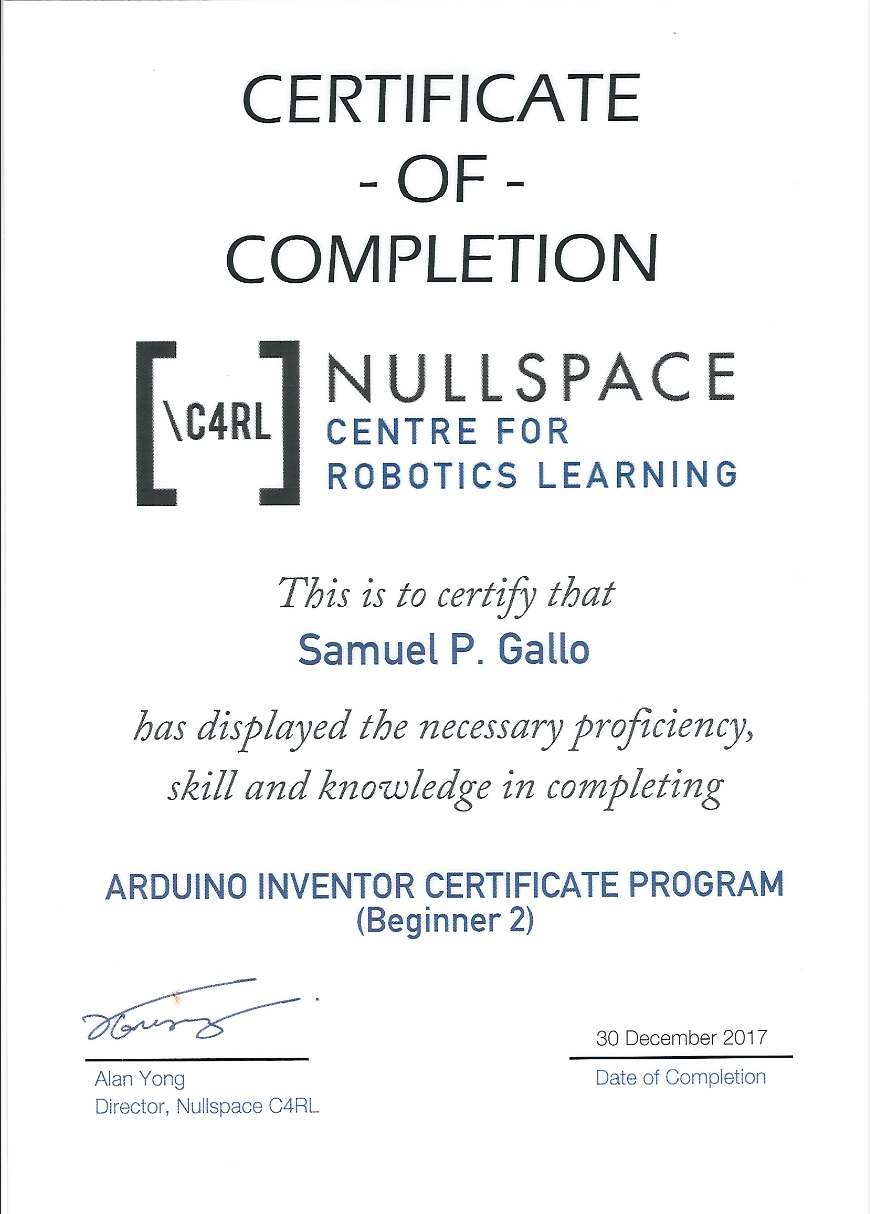 CERTIFICATE
- OF -
COMPLETION
\C4RL
NULLSPACE
CENTRE FOR
ROBOTICS LEARNING
This is to certify that
Samuel P. Gallo
has displayed the necessary proficiency,
skill and knowledge in completing
ARDUINO INVENTOR CERTIFICATE PROGRAM
(Beginner 2)
30 December 2017
Alan Yong
Date of Completion
Director, Nullspace C4RL